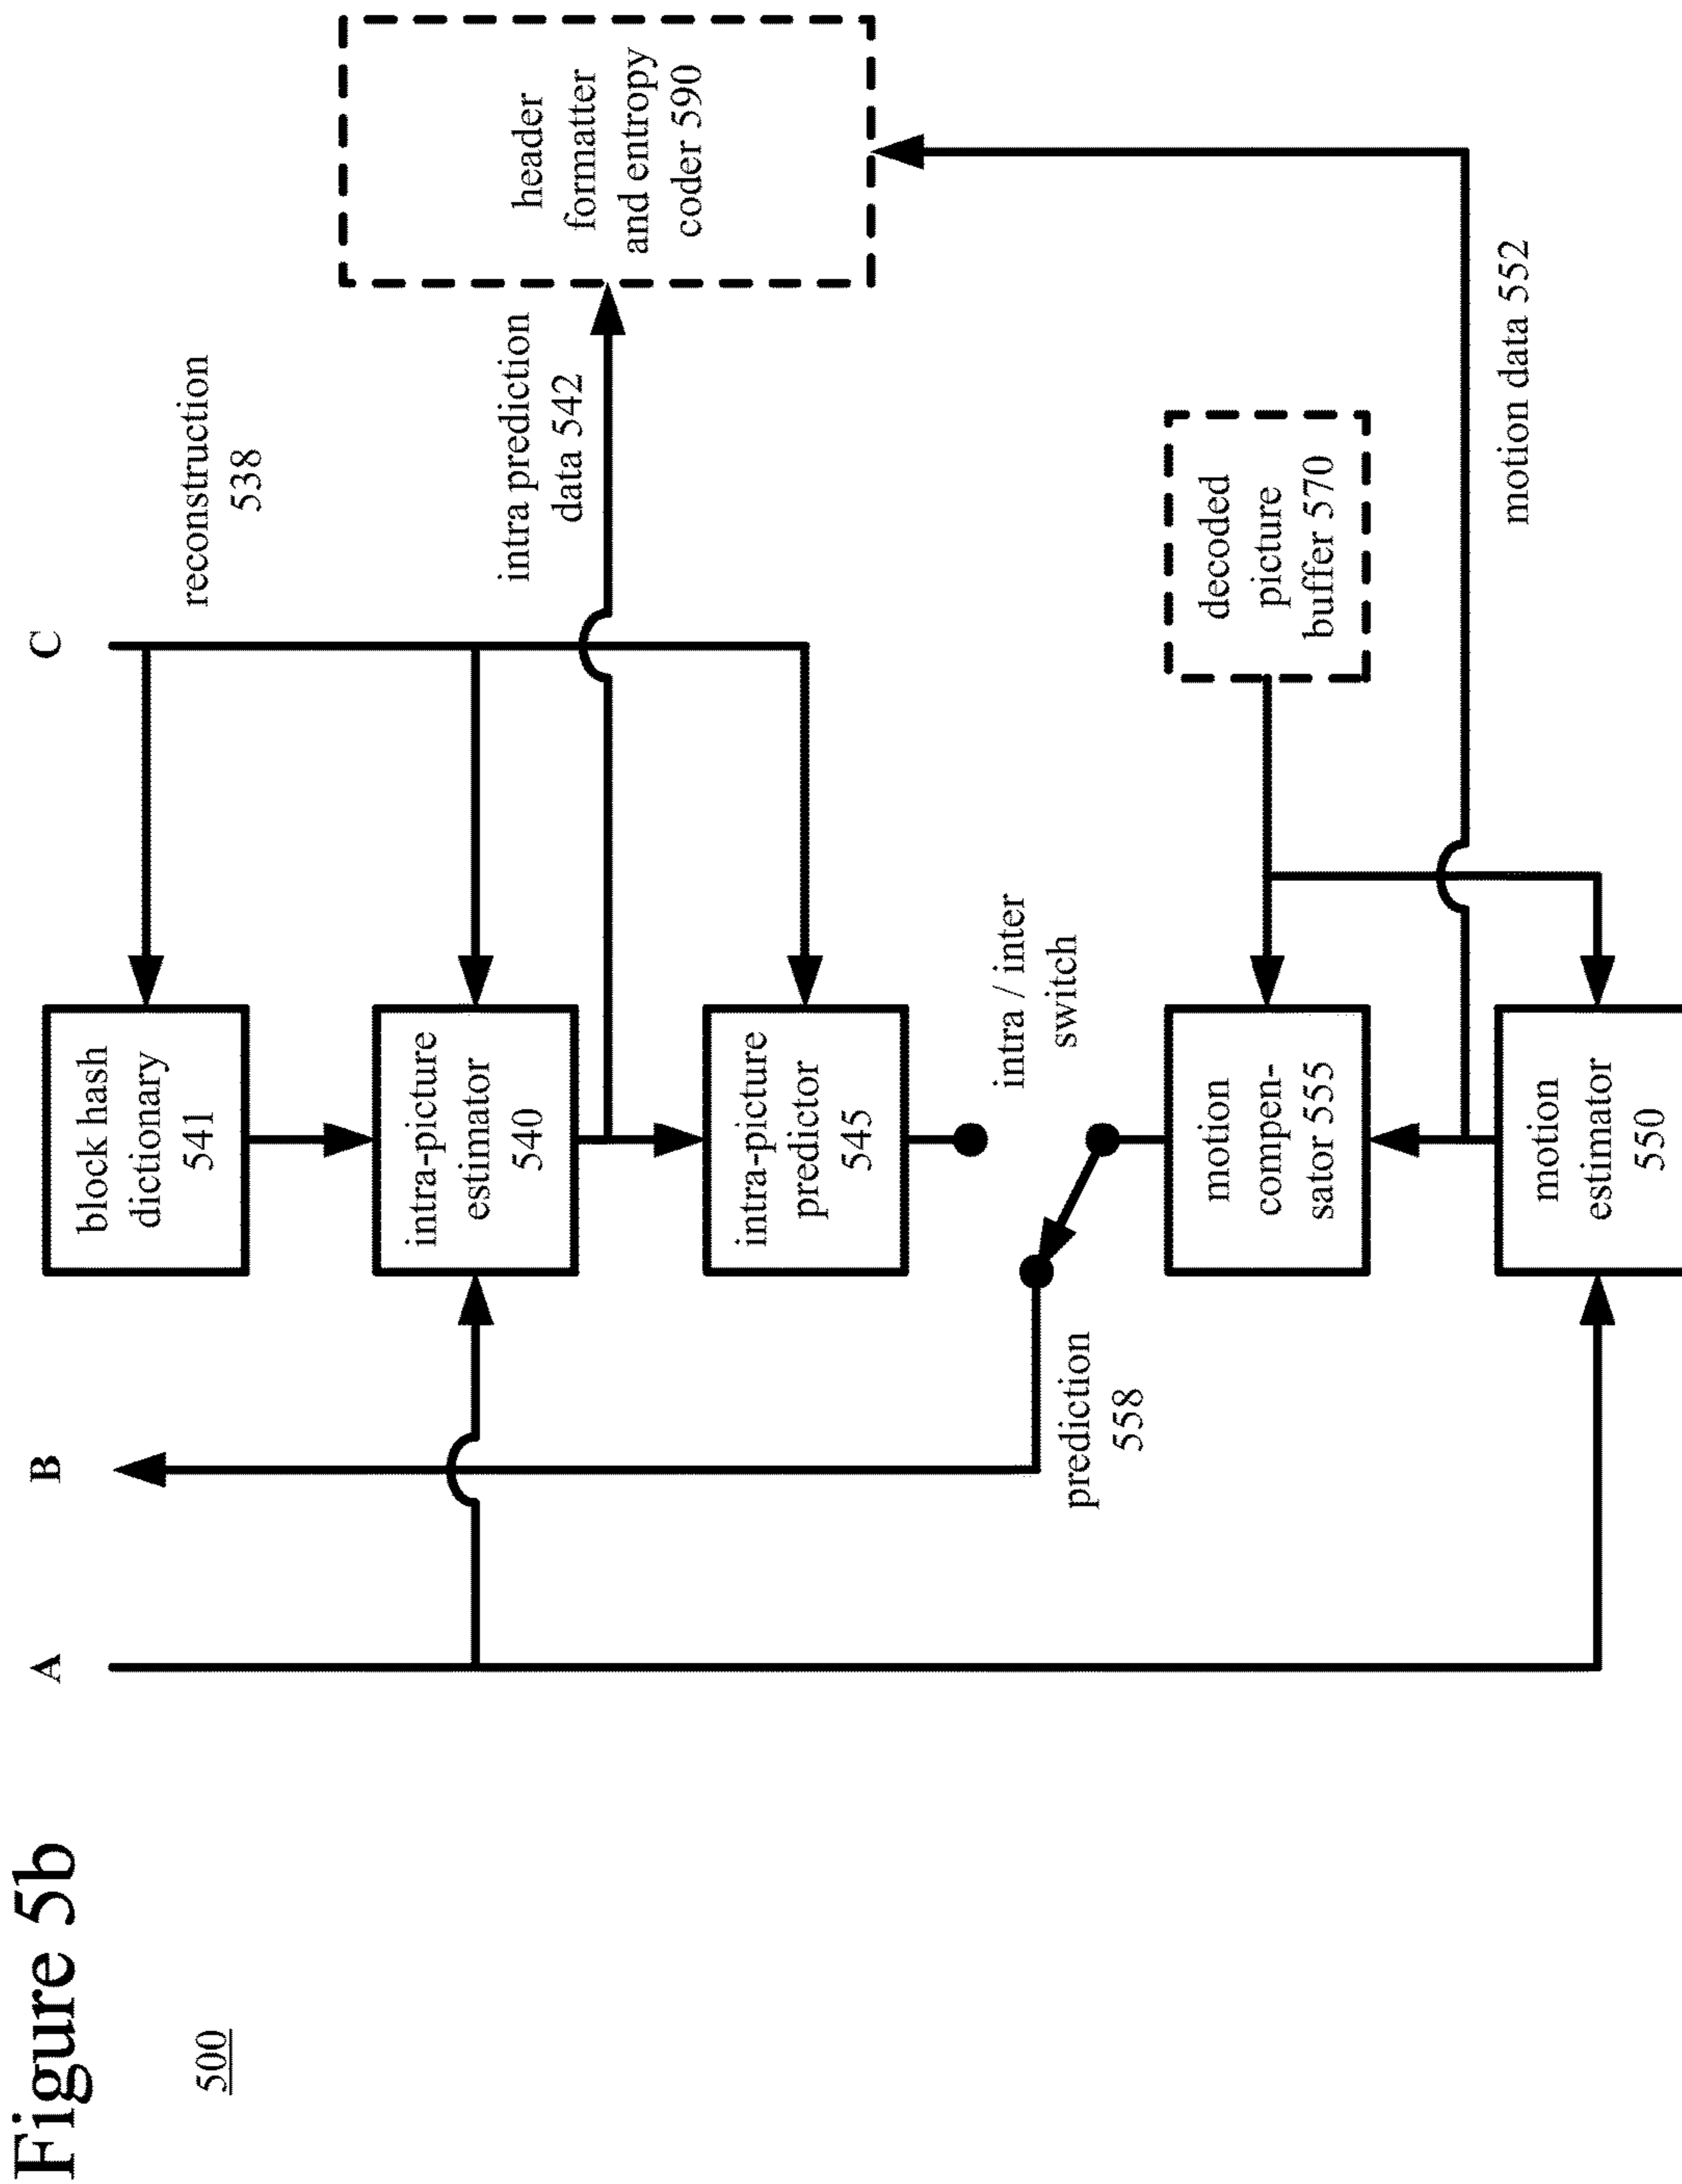 Figure 5b
500
A
B
C
reconstruction
538
block hash
dictionary
541
intra-picture
estimator
540
intra prediction
data 542
header
formatter
and entropy
coder 590
intra-picture
predictor
545
intra / inter
switch
prediction
558
motion
compen-
sator 555
decoded
picture
buffer 570
motion
estimator
550
motion data 552